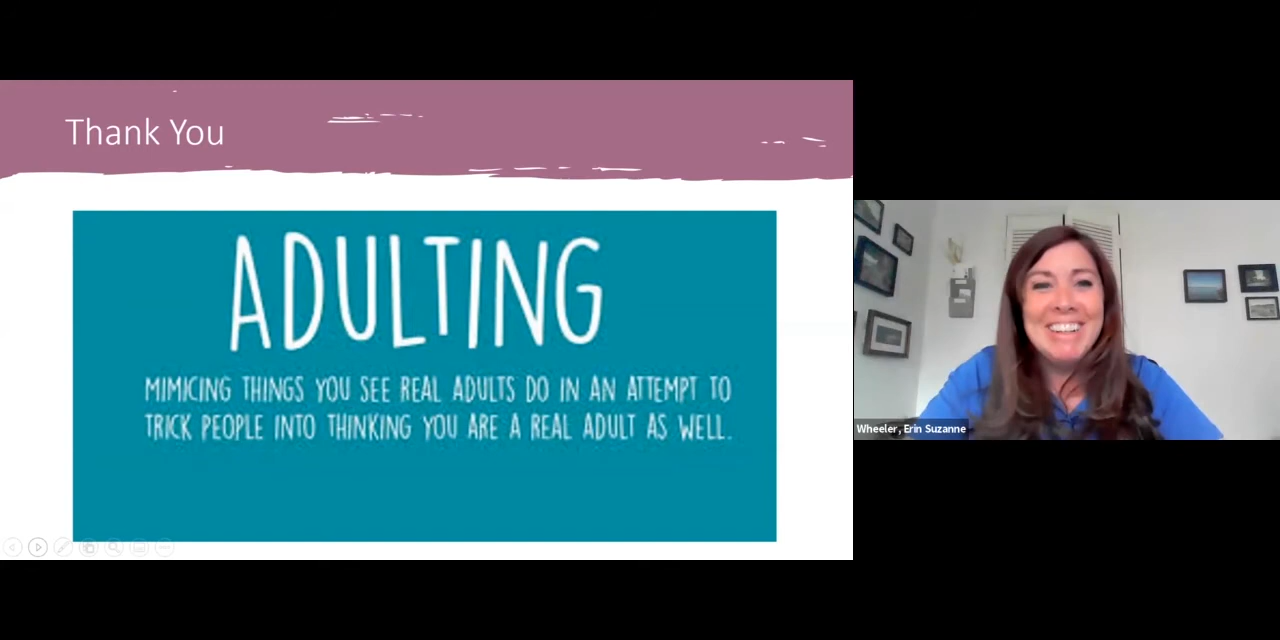 Thank You
ADULTING
MIMICING THINGS YOU SEE REAL ADULTS DO IN AN ATTEMPT TO
TRICK PEOPLE INTO THINKING YOU ARE A REAL ADULT AS WELL.
Wheeler, Erin Suzanne